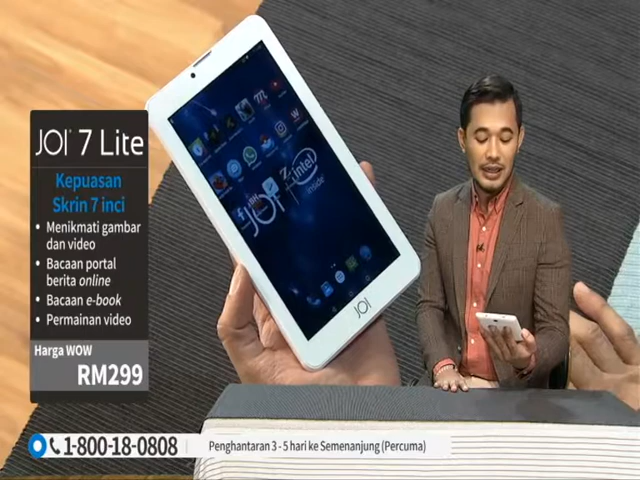 JOI 7 Lite
Kepuasan
Skrin 7 inci
• Menikmati gambar
dan video
• Bacaan portal
berita online
• Bacaan e-book
• Permainan video
Harga WOW
RM299
JOI
intel
inside
JOI
1-800-18-0808
Penghantaran 3 - 5 hari ke Semenanjung (Percuma)